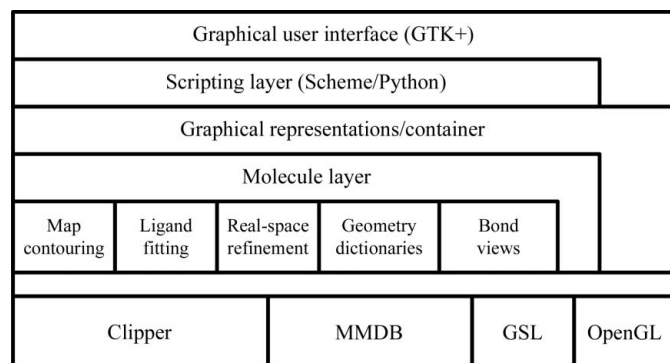 Graphical user interface (GTK+)
Scripting layer (Scheme/Python)
Graphical representations/container
Molecule layer
Map
contouring
Ligand
fitting
Real-space
refinement
Geometry
dictionaries
Bond
views
Clipper
MMDB
GSL
OpenGL